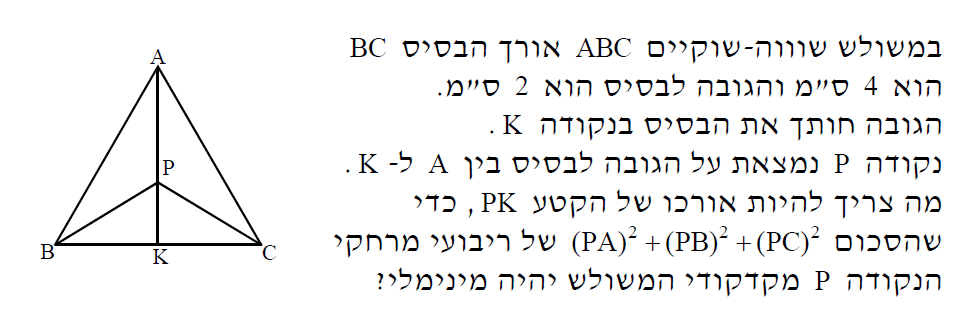 במשולש שווה-שוקיים ABC אורך הבסיס BC
הוא 4 ס"מ והגובה לבסיס הוא 2 ס"מ.
הגובה חותך את הבסיס בנקודה K .
נקודה P נמצאת על הגובה לבסיס בין A ל- K .
מה צריך להיות אורכו של הקטע PK , כדי
שהסכום (PA)² + (PB)² + (PC)² של ריבועי מרחקי
הנקודה P מקדקודי המשולש יהיה מינימלי?
A
P
B
K
C